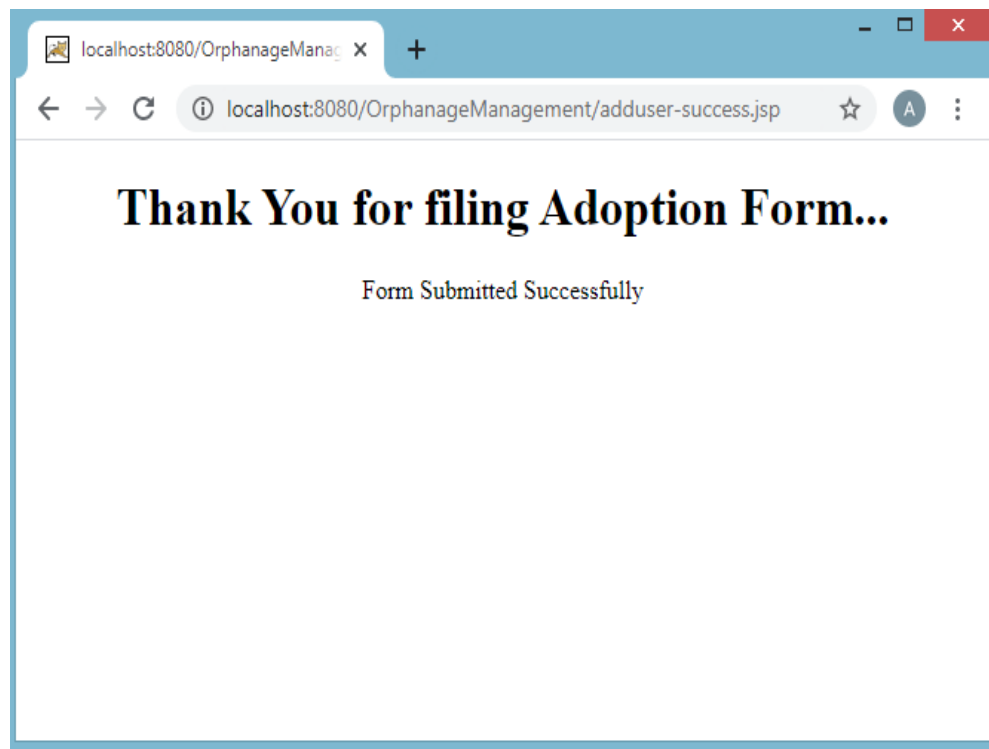 localhost:8080/OrphanageManag
localhost:8080/OrphanageManagement/adduser-success.jsp
A
Thank You for filing Adoption Form...
Form Submitted Successfully